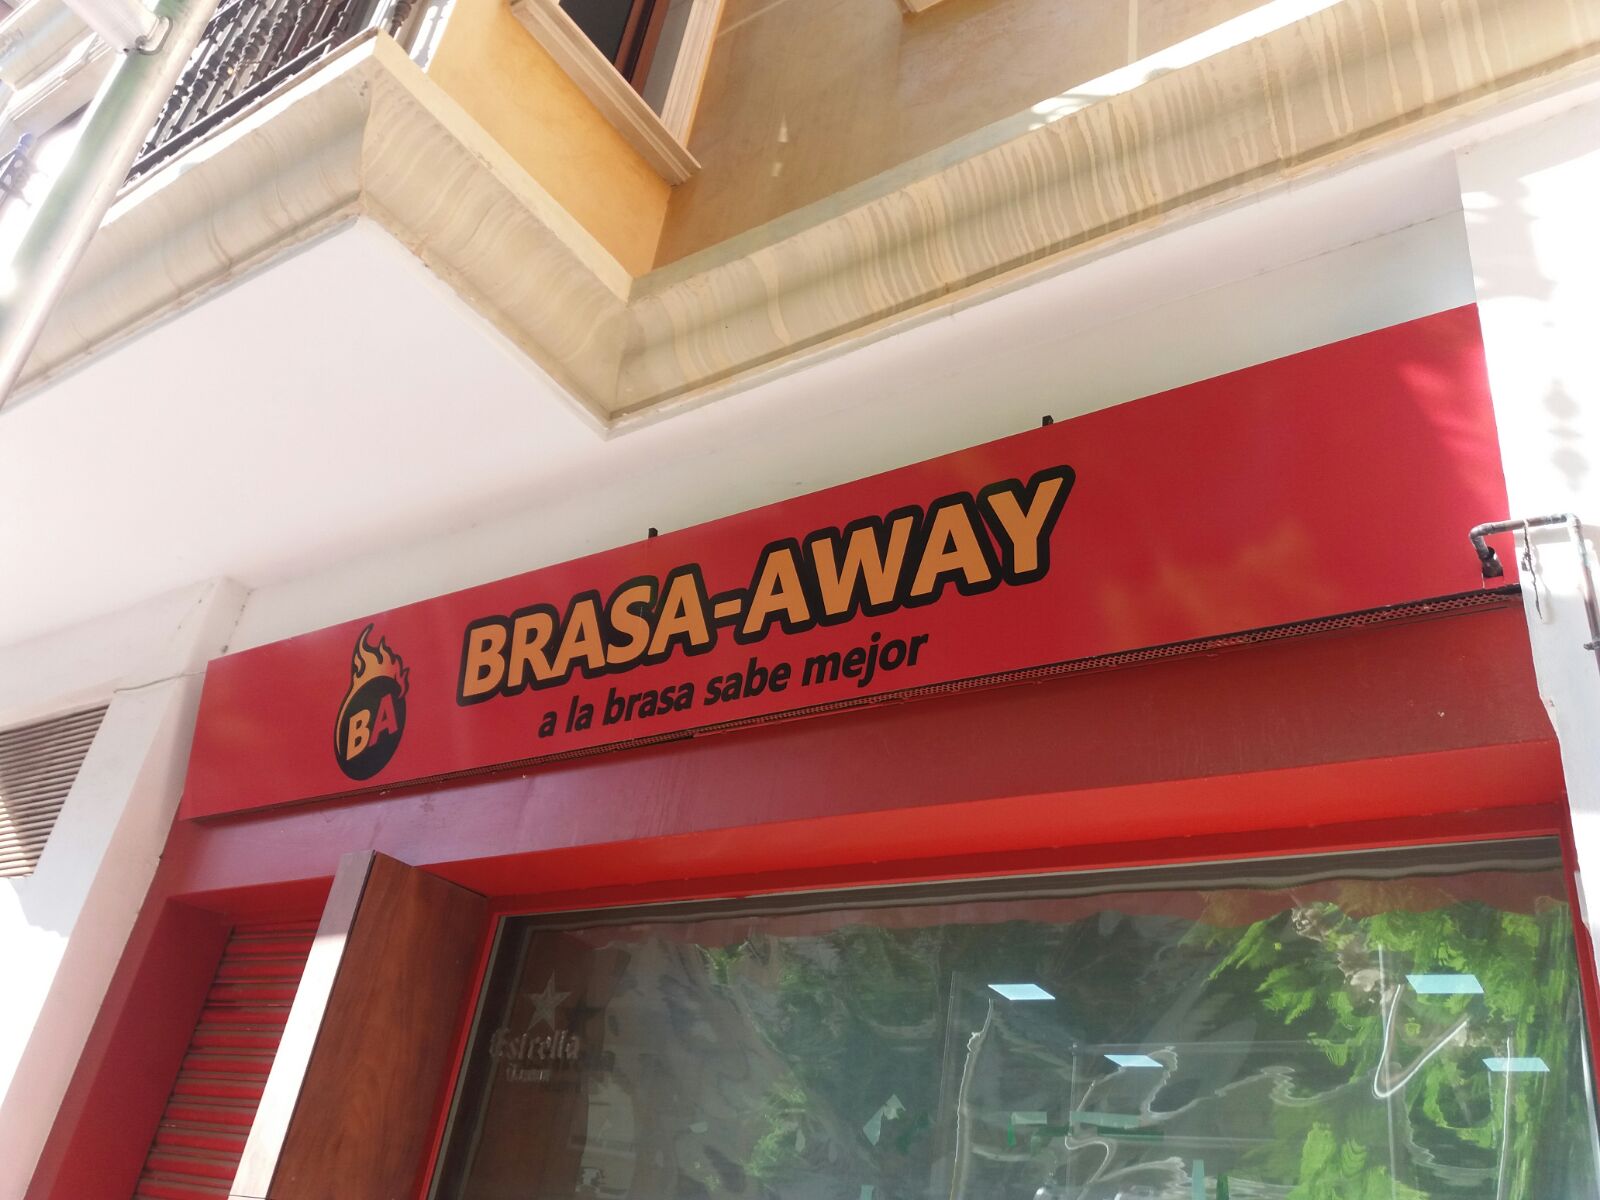 BA
BRASA-AWAY
a la brasa sabe mejor
Estrella